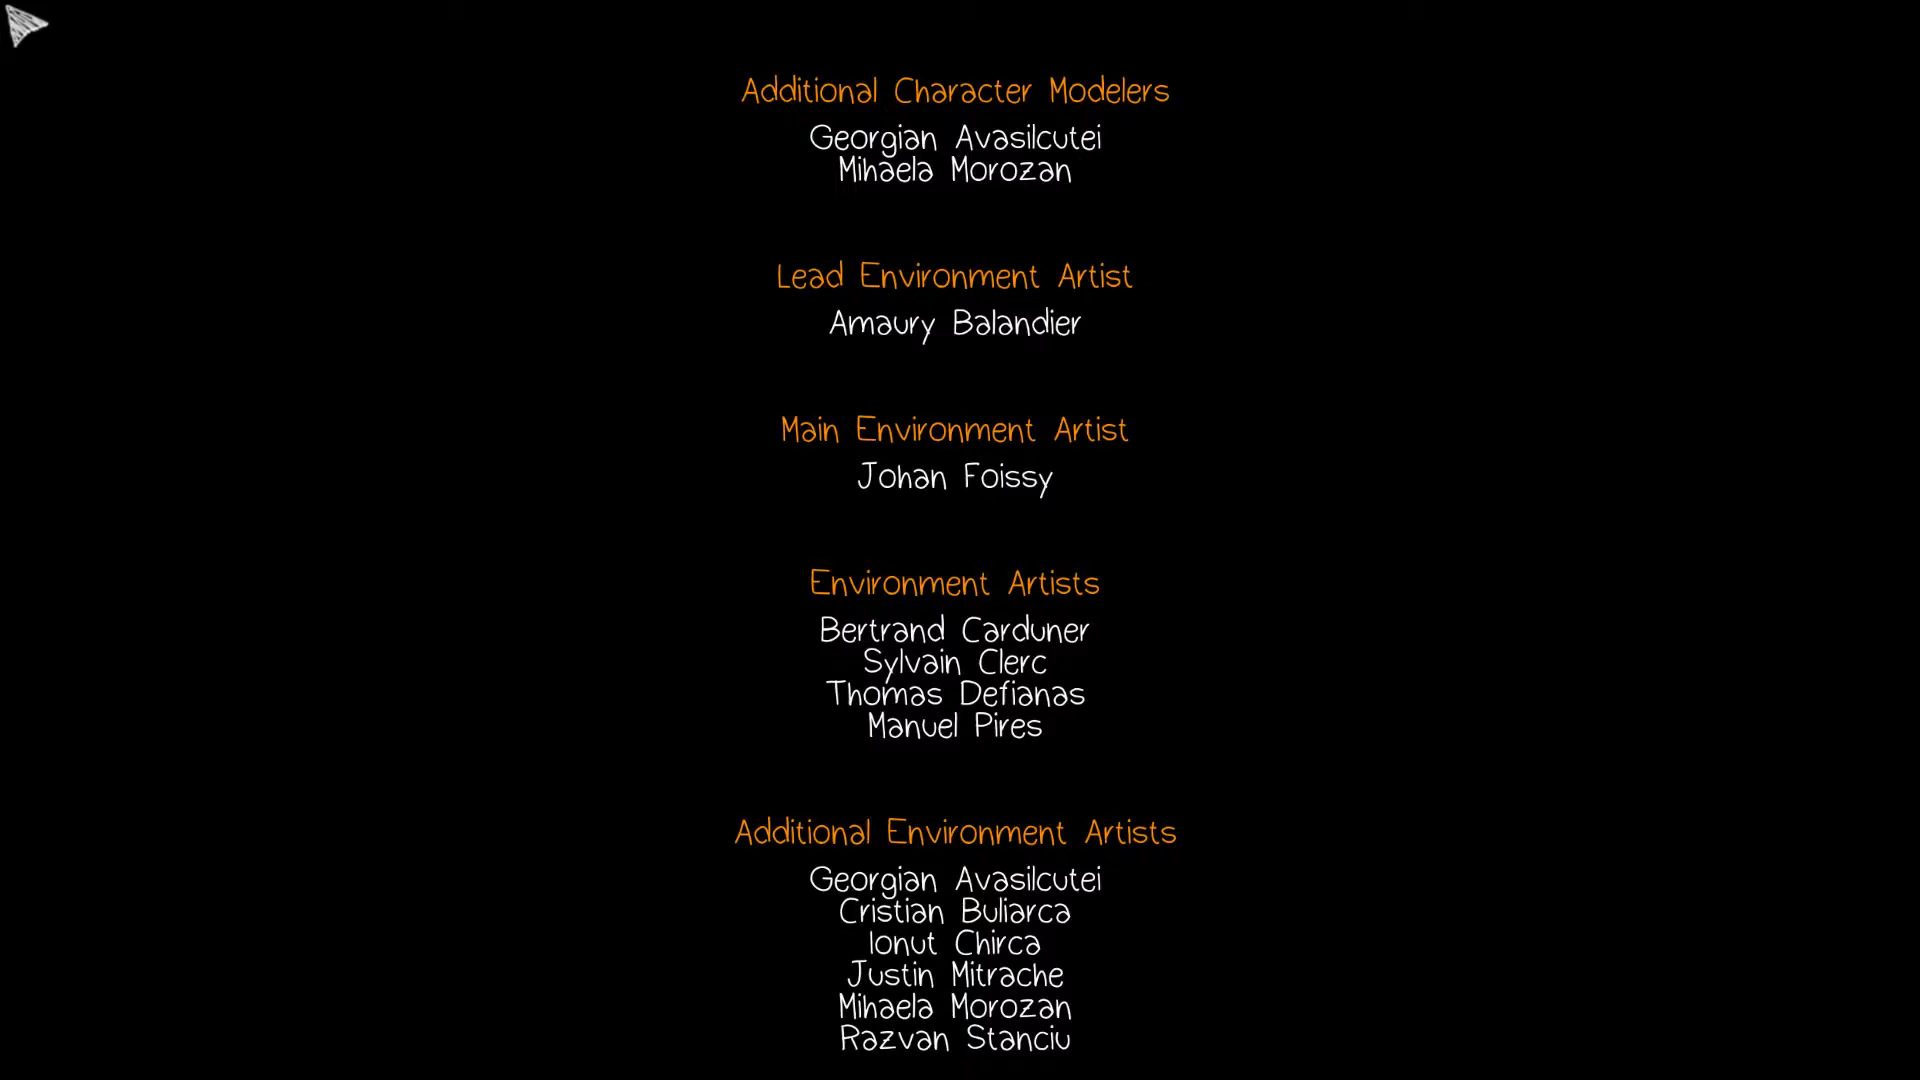 Additional Character Modelers
Georgian Avasilcutei
Mihaela Morozan
Lead Environment Artist
Amaury Balandier
Main Environment Artist
Johan Foissy
Environment Artists
Bertrand Carduner
Sylvain Clerc
Thomas Defianas
Manuel Pires
Additional Environment Artists
Georgian Avasilcutei
Cristian Buliarca
Ionut Chirca
Justin Mitrache
Mihaela Morozan
Razvan Stanciu